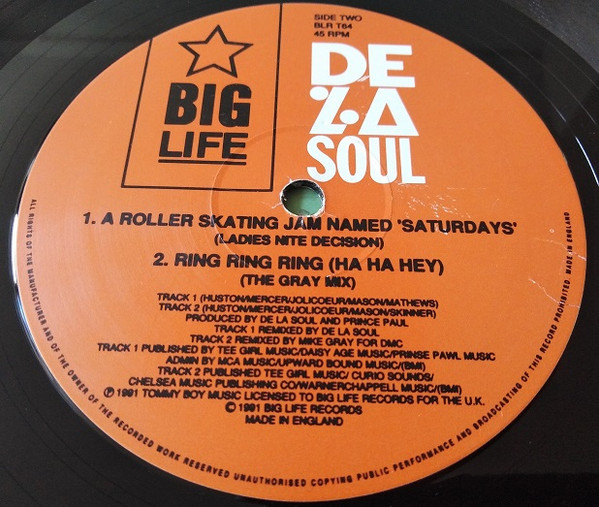 SIDE TWO
BLR T64
45 RPM
BIG
LIFE
DE
LA
SOUL
1. A ROLLER SKATING JAM NAMED 'SATURDAYS'
(LADIES NITE DECISION)
2. RING RING RING (HA HA HEY)
(THE GRAY MIX)
TRACK 1 (HUSTON/MERCER/JOLICOEUR/MASON/MATHEWS)
TRACK 2 (HUSTON/MERCER/JOLICOEUR/MASON/SKINNER)
PRODUCED BY DE LA SOUL AND PRINCE PAUL
TRACK 1 REMIXED BY DE LA SOUL
TRACK 2 REMIXED BY MIKE GRAY FOR DMC
TRACK 1 PUBLISHED BY TEE GIRL MUSIC/DAISY AGE MUSIC/PRINSE PAWL MUSIC
ADMIN BY MCA MUSIC/UPWARD BOUND MUSIC/(BMI)
TRACK 2 PUBLISHED TEE GIRL MUSIC/ CURIO SOUNDS/
CHELSEA MUSIC PUBLISHING CO/WARNERCHAPPELL MUSIC/(BMI)
℗ 1991 TOMMY BOY MUSIC LICENSED TO BIG LIFE RECORDS FOR THE U.K.
© 1991 BIG LIFE RECORDS
MADE IN ENGLAND
ALL RIGHTS OF THE MANUFACTURER AND OF THE OWNER OF THE RECORDED WORK RESERVED UNAUTHORISED COPYING PUBLIC PERFORMANCE AND BROADCASTING OF THIS RECORD PROHIBITED. MADE IN ENGLAND